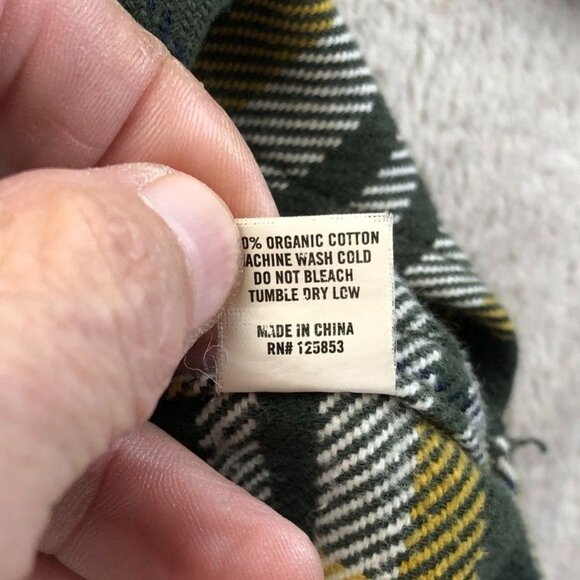 0% ORGANIC COTTON
ACHINE WASH COLD
DO NOT BLEACH
TUMBLE DRY LOW
MADE IN CHINA
RN# 125853